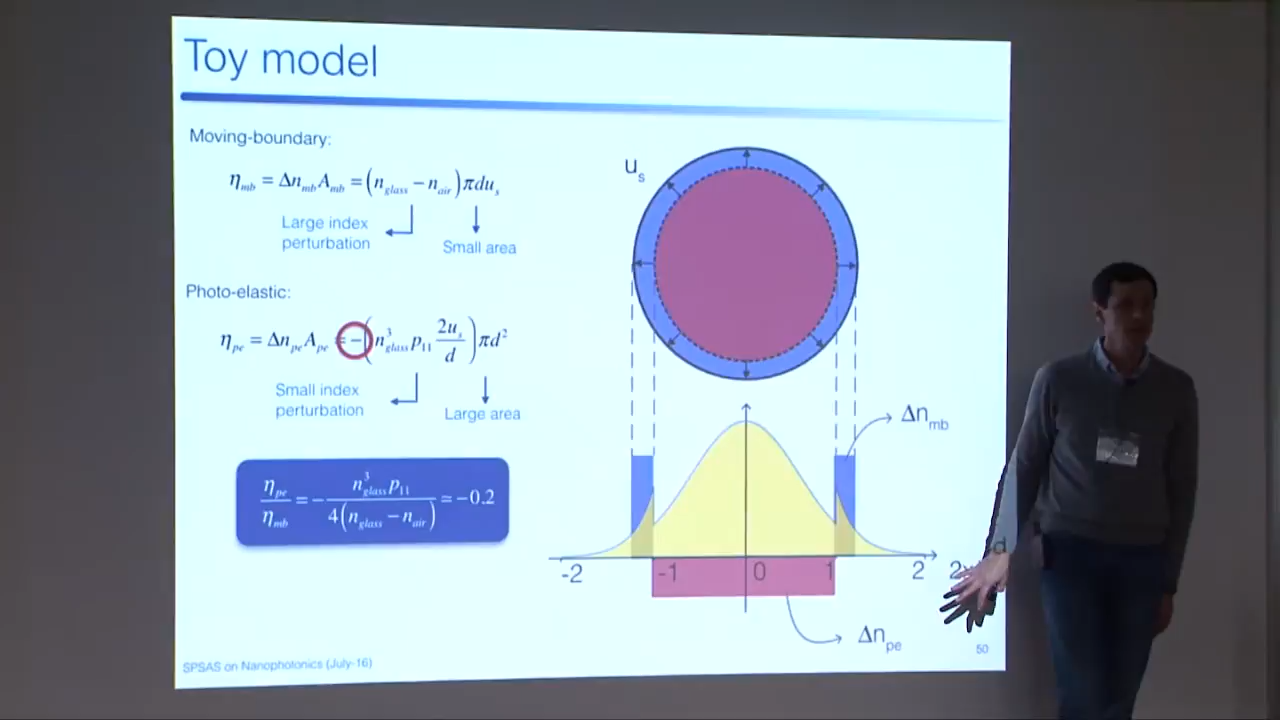 Toy model
Moving-boundary:
η_mb = Δn_mb A_mb = (n_glass − n_air) π d u_s
Large index
perturbation
Small area
Photo-elastic:
η_pe = Δn_pe A_pe = −(n³_glass p₁₁ 2u_s/d) π d²
Small index
perturbation
Large area
η_pe/η_mb = − n³_glass p₁₁ / 4(n_glass − n_air) = −0.2
u_s
Δn_mb
-2 -1 0 1 2
Δn_pe
SPSAS on Nanophotonics (July-16)
50